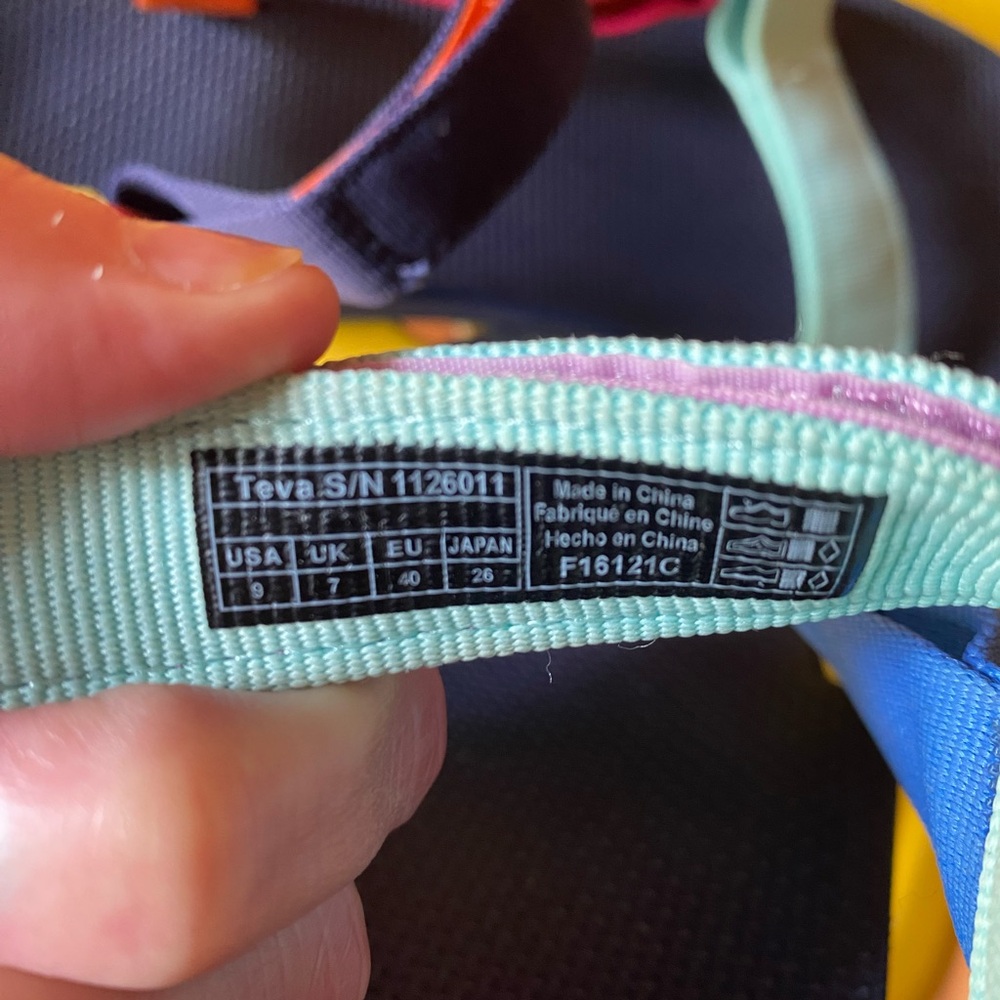 Teva S/N 1126011
USA UK EU JAPAN
9 7 40 26
Made in China
Fabriqué en Chine
Hecho en China
F16121C